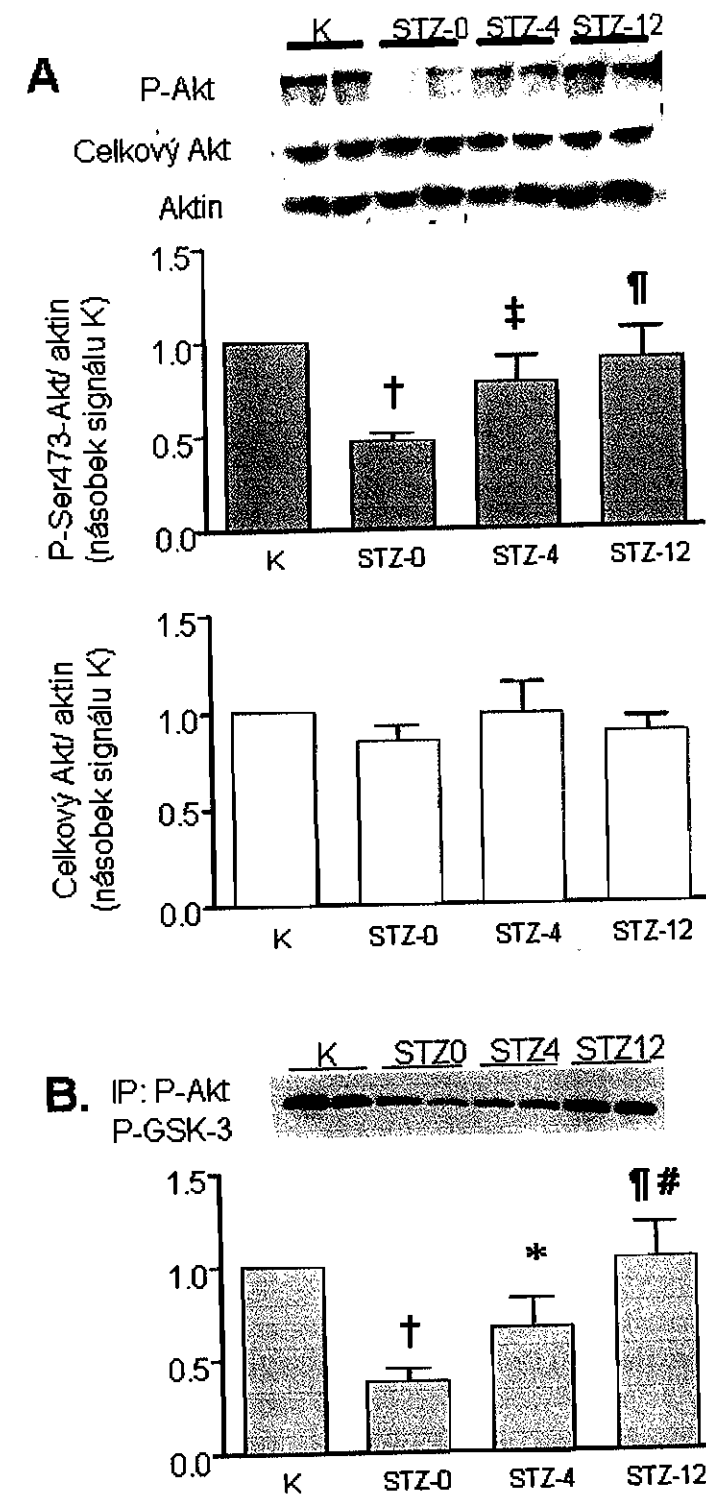 K STZ-0 STZ-4 STZ-12
A
P-Akt
Celkový Akt
Aktin
P-Ser473-Akt/ aktin
(násobek signálu K)
1.5
‡
¶
1.0
†
0.5
0.0
K STZ-0 STZ-4 STZ-12
Celkový Akt/ aktin
(násobek signálu K)
1.5
1.0
0.5
0.0
K STZ-0 STZ-4 STZ-12
K STZ0 STZ4 STZ12
B. IP: P-Akt
P-GSK-3
1.5
¶ #
*
1.0
†
0.5
0.0
K STZ-0 STZ-4 STZ-12